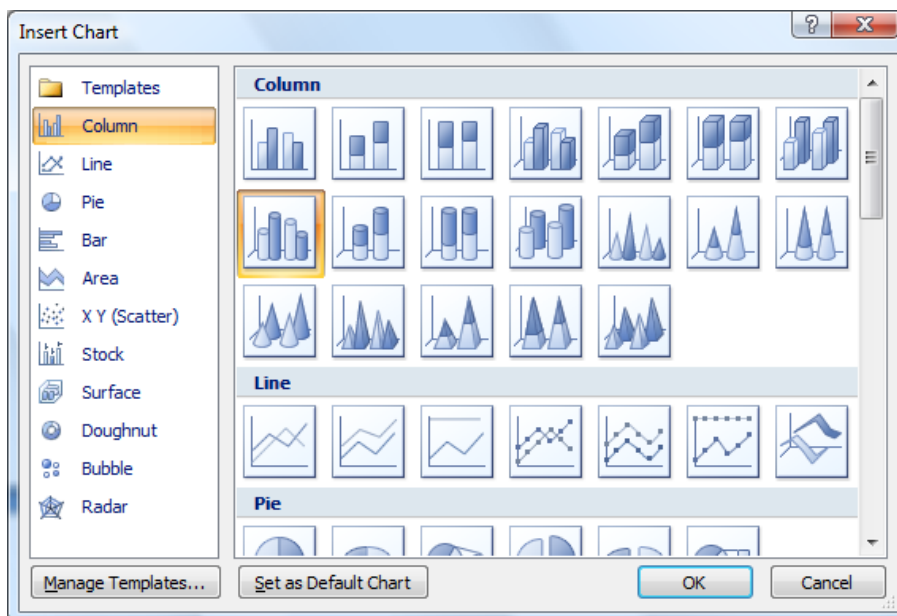 Insert Chart
Templates
Column
Line
Pie
Bar
Area
X Y (Scatter)
Stock
Surface
Doughnut
Bubble
Radar
Column
Line
Pie
Manage Templates...
Set as Default Chart
OK
Cancel